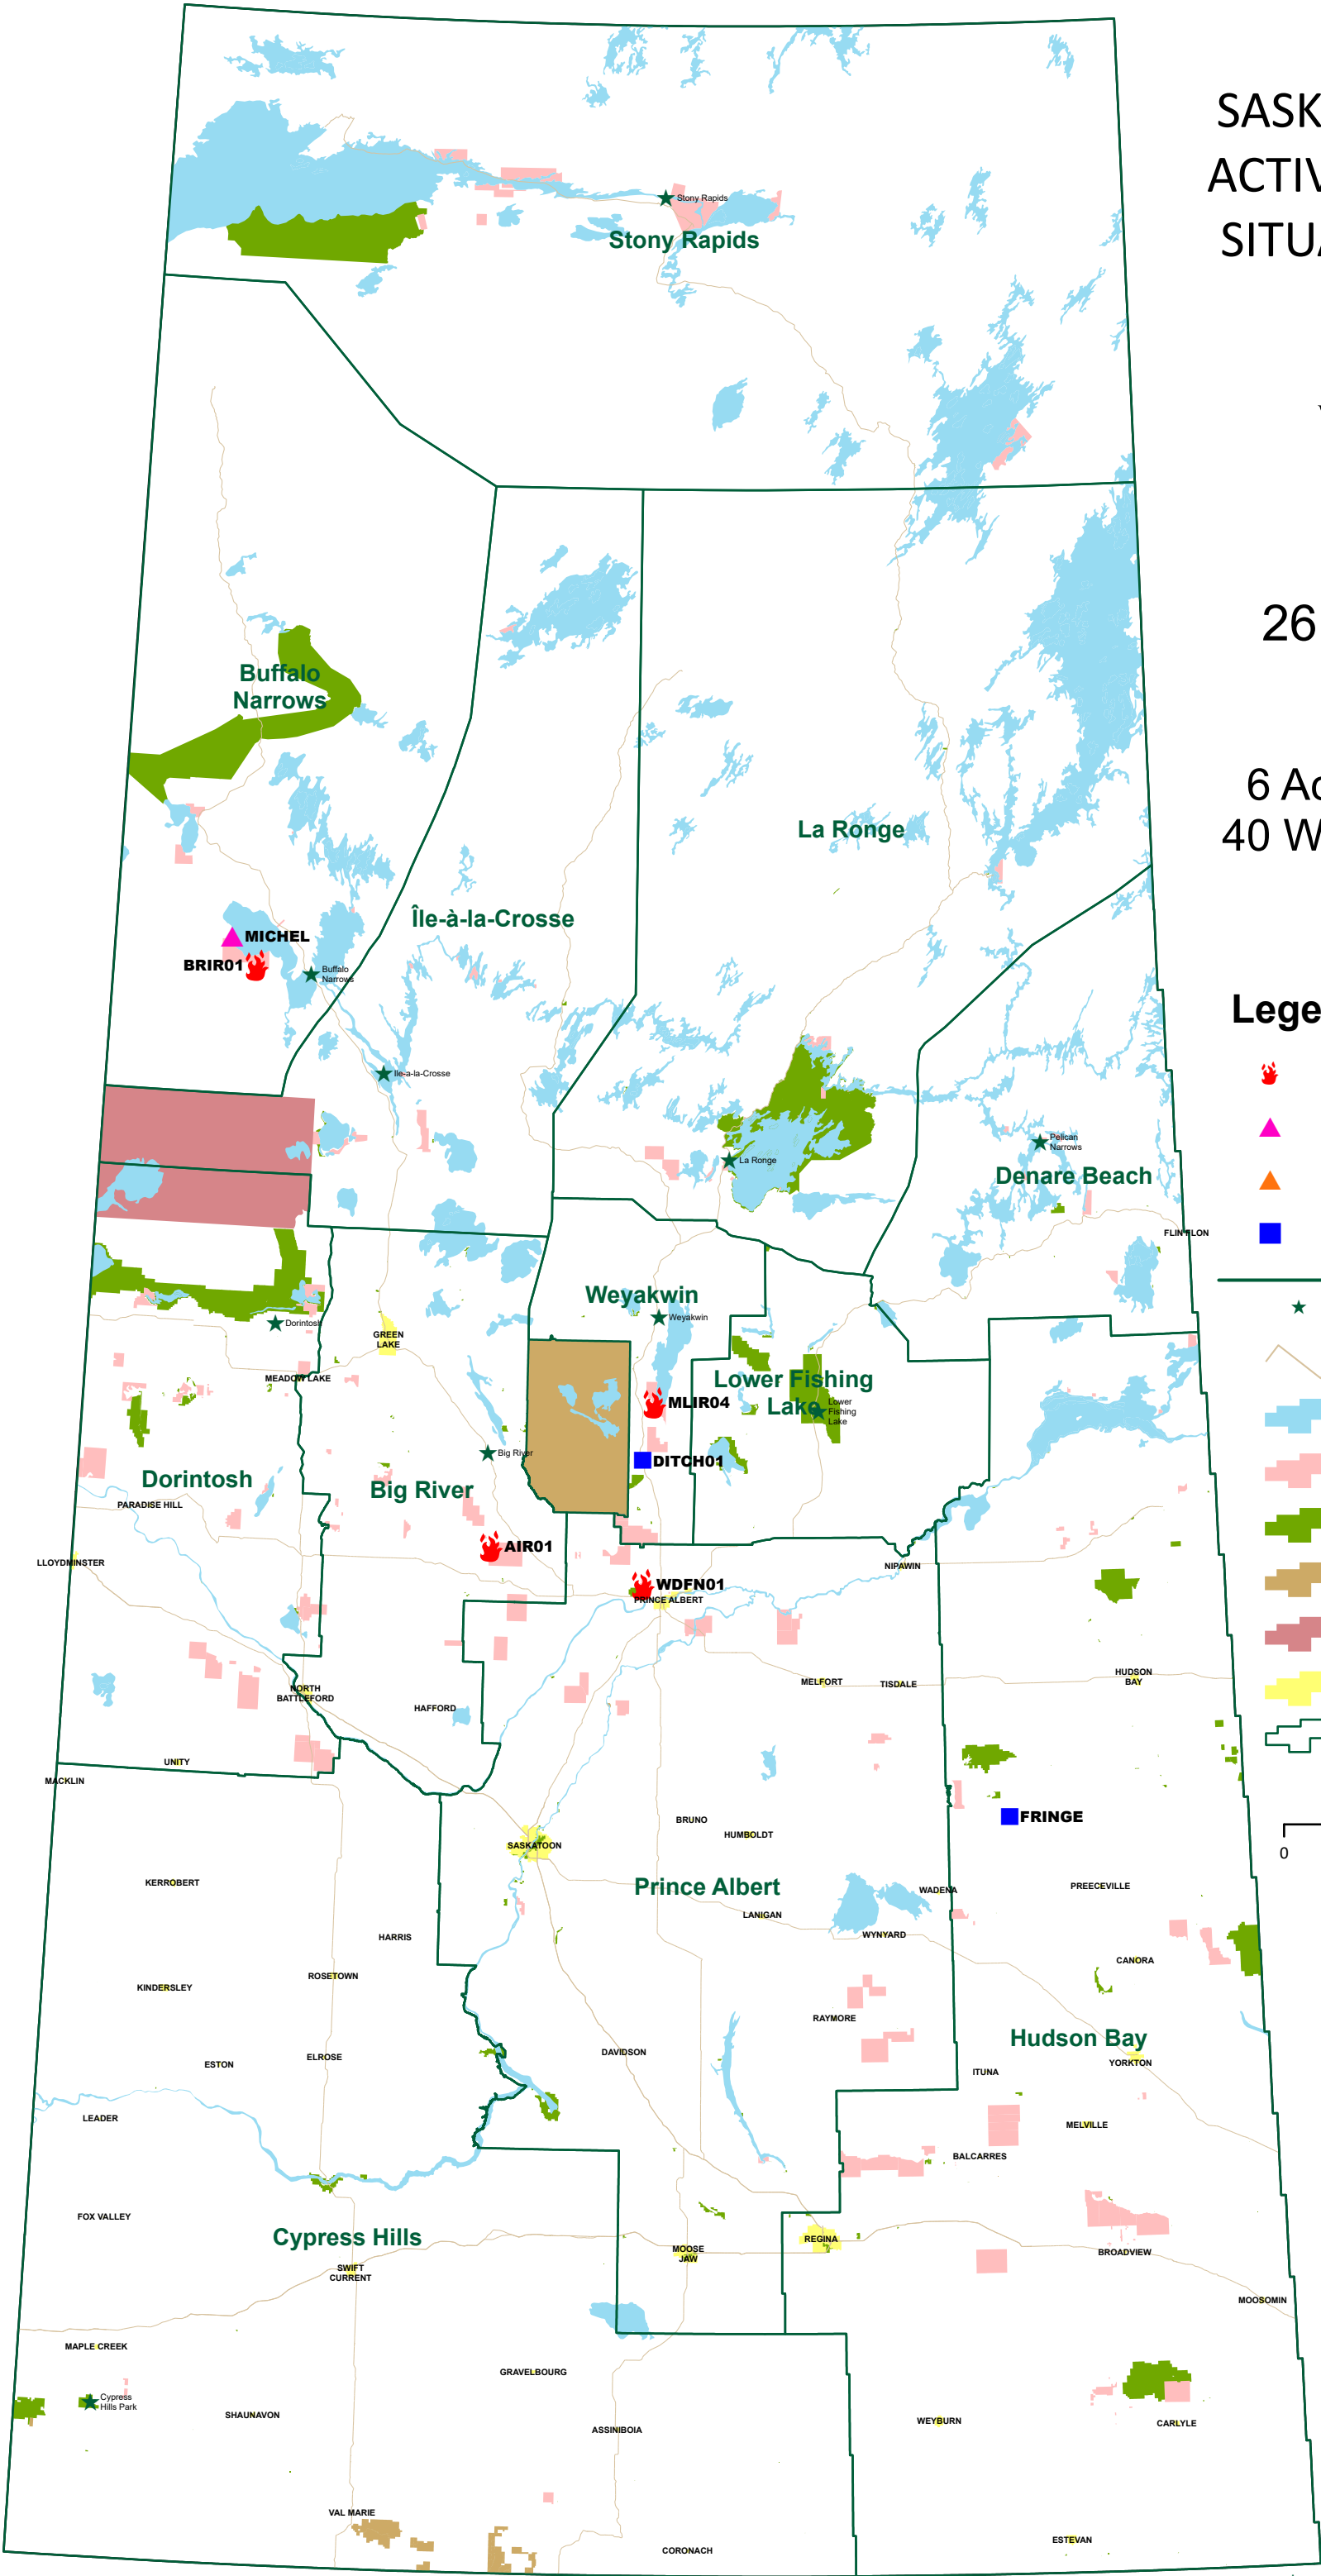 SASK
ACTIV
SITUA
Stony Rapids
Stony Rapids
26
Buffalo
Narrows
6 Ac
40 W
La Ronge
Île-à-la-Crosse
MICHEL
BRIR01
Buffalo
Narrows
Lege
Ile-a-la-Crosse
Pelican
Narrows
La Ronge
Denare Beach
FLIN FLON
Weyakwin
Weyakwin
Dorintosh
GREEN
LAKE
MEADOW LAKE
Lower Fishing
Lake
Lower
Fishing
Lake
MLIR04
Big River
DITCH01
Dorintosh
Big River
PARADISE HILL
AIR01
LLOYDMINSTER
NIPAWIN
WDFN01
PRINCE ALBERT
MELFORT
TISDALE
HUDSON
BAY
NORTH
BATTLEFORD
HAFFORD
UNITY
MACKLIN
FRINGE
BRUNO
HUMBOLDT
SASKATOON
0
KERROBERT
Prince Albert
WADENA
PREECEVILLE
LANIGAN
WYNYARD
HARRIS
CANORA
ROSETOWN
KINDERSLEY
RAYMORE
Hudson Bay
DAVIDSON
ELROSE
ESTON
YORKTON
ITUNA
LEADER
MELVILLE
BALCARRES
FOX VALLEY
Cypress Hills
REGINA
MOOSE
JAW
BROADVIEW
SWIFT
CURRENT
MOOSOMIN
MAPLE CREEK
GRAVELBOURG
Cypress
Hills Park
SHAUNAVON
WEYBURN
CARLYLE
ASSINIBOIA
VAL MARIE
ESTEVAN
CORONACH